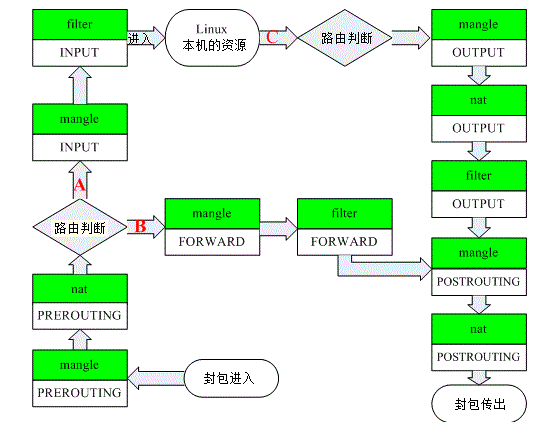 filter
INPUT
进入
Linux
本机的资源
C
路由判断
mangle
OUTPUT
mangle
INPUT
nat
OUTPUT
A
filter
OUTPUT
路由判断
B
mangle
FORWARD
filter
FORWARD
mangle
POSTROUTING
nat
PREROUTING
nat
POSTROUTING
mangle
PREROUTING
封包进入
封包传出